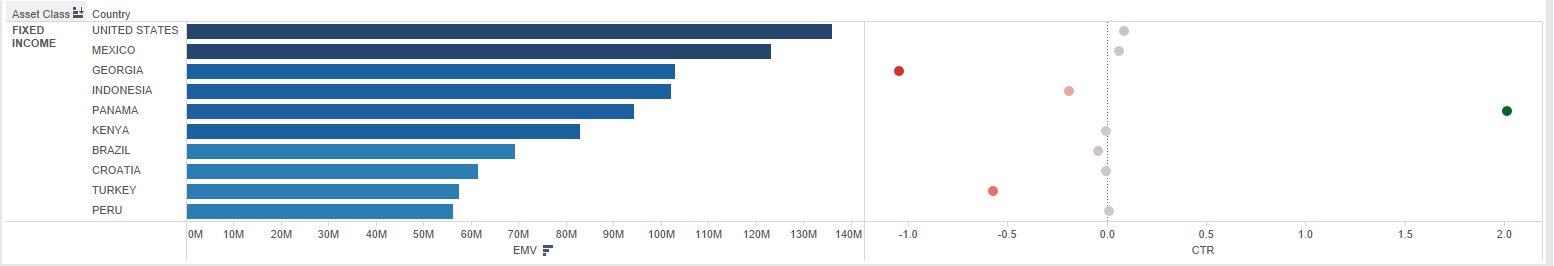 Asset Class Country
FIXED INCOME
UNITED STATES
MEXICO
GEORGIA
INDONESIA
PANAMA
KENYA
BRAZIL
CROATIA
TURKEY
PERU
0M 10M 20M 30M 40M 50M 60M 70M 80M 90M 100M 110M 120M 130M 140M -1.0 -0.5 0.0 0.5 1.0 1.5 2.0
EMV CTR